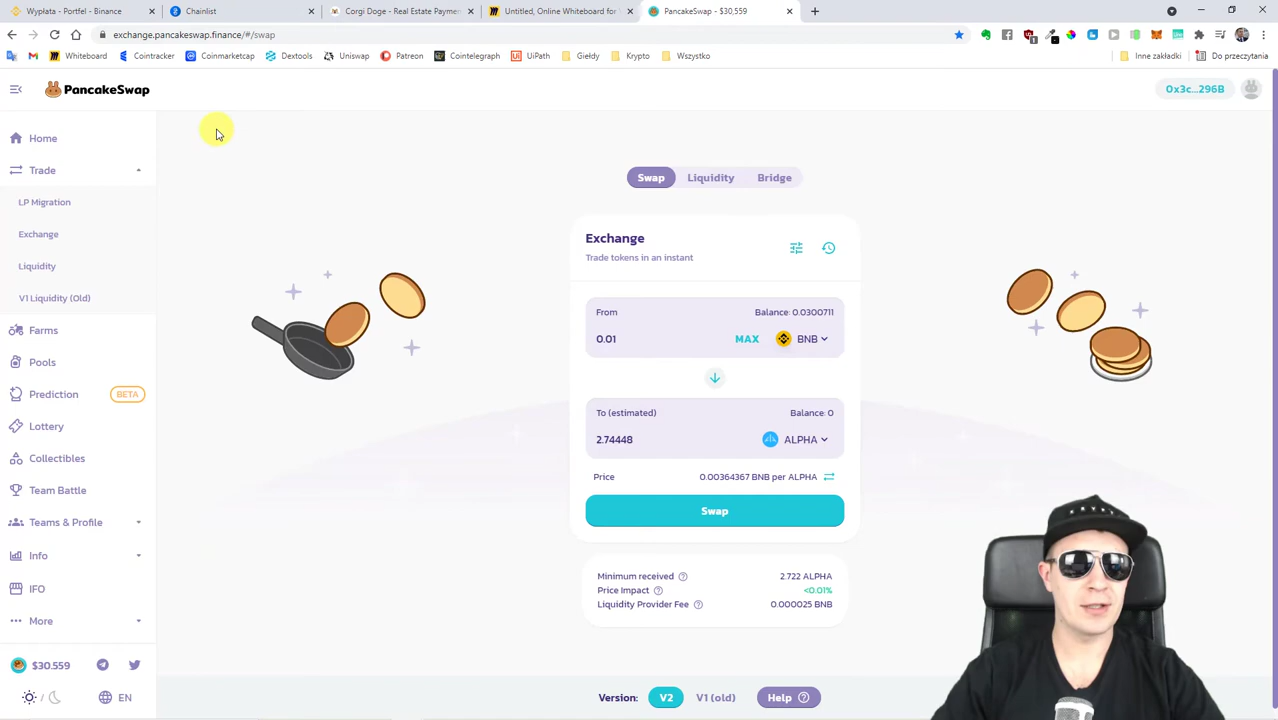 Wypłata - Portfel - Binance
Chainlist
Corgi Doge - Real Estate Paymen
Untitled, Online Whiteboard for
PancakeSwap - $30,559
exchange.pancakeswap.finance/#/swap
Whiteboard
Cointracker
Coinmarketcap
Dextools
Uniswap
Patreon
Cointelegraph
UiPath
Giełdy
Krypto
Wszystko
Inne zakładki
Do przeczytania
PancakeSwap
0x3c...296B
Home
Trade
LP Migration
Exchange
Liquidity
V1 Liquidity (Old)
Farms
Pools
Prediction
BETA
Lottery
Collectibles
Team Battle
Teams & Profile
Info
IFO
More
$30.559
EN
Swap
Liquidity
Bridge
Exchange
Trade tokens in an instant
From
Balance: 0.0300711
0.01
MAX
BNB
To (estimated)
Balance: 0
2.74448
ALPHA
Price
0.00364367 BNB per ALPHA
Swap
Minimum received
2.722 ALPHA
Price Impact
<0.01%
Liquidity Provider Fee
0.000025 BNB
Version:
V2
V1 (old)
Help